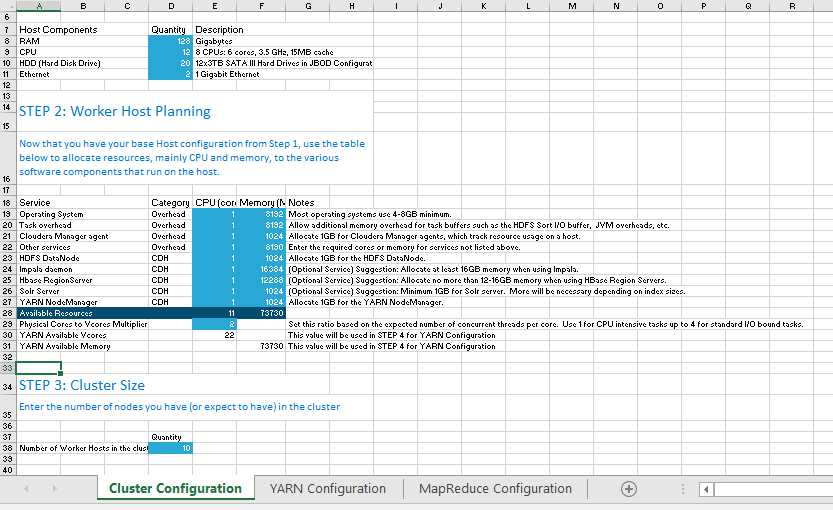 A B C D E F G H I J K L M N O P Q R
6
7 Host Components Quantity Description
8 RAM 128 Gigabytes
9 CPU 12 8 CPUs: 6 cores, 3.5 GHz, 15MB cache
10 HDD (Hard Disk Drive) 20 12x3TB SATA III Hard Drives in JBOD Configurat
11 Ethernet 2 1 Gigabit Ethernet
12
13
14 STEP 2: Worker Host Planning
15
Now that you have your base Host configuration from Step 1, use the table
below to allocate resources, mainly CPU and memory, to the various
16 software components that run on the host.
17
18 Service Category CPU (core Memory (M Notes
19 Operating System Overhead 1 8192 Most operating systems use 4-8GB minimum.
20 Task overhead Overhead 1 8192 Allow additional memory overhead for task buffers such as the HDFS Sort I/O buffer, JVM overheads, etc.
21 Cloudera Manager agent Overhead 1 1024 Allocate 1GB for Cloudera Manager agents, which track resource usage on a host.
22 Other services Overhead 1 8190 Enter the required cores or memory for services not listed above.
23 HDFS DataNode CDH 1 1024 Allocate 1GB for the HDFS DataNode.
24 Impala daemon CDH 1 16384 (Optional Service) Suggestion: Allocate at least 16GB memory when using Impala.
25 Hbase RegionServer CDH 1 12288 (Optional Service) Suggestion: Allocate no more than 12-16GB memory when using HBase Region Servers.
26 Solr Server CDH 1 1024 (Optional Service) Suggestion: Minimum 1GB for Solr server. More will be necessary depending on index sizes.
27 YARN NodeManager CDH 1 1024 Allocate 1GB for the YARN NodeManager.
28 Available Resources 11 73730
29 Physical Cores to Vcores Multiplier 2 Set this ratio based on the expected number of concurrent threads per core. Use 1 for CPU intensive tasks up to 4 for standard I/O bound tasks.
30 YARN Available Vcores 22 This value will be used in STEP 4 for YARN Configuration
31 YARN Available Memory 73730 This value will be used in STEP 4 for YARN Configuration
32
33
34 STEP 3: Cluster Size
35 Enter the number of nodes you have (or expect to have) in the cluster
36
37 Quantity
38 Number of Worker Hosts in the clust 10
39
40
Cluster Configuration YARN Configuration MapReduce Configuration